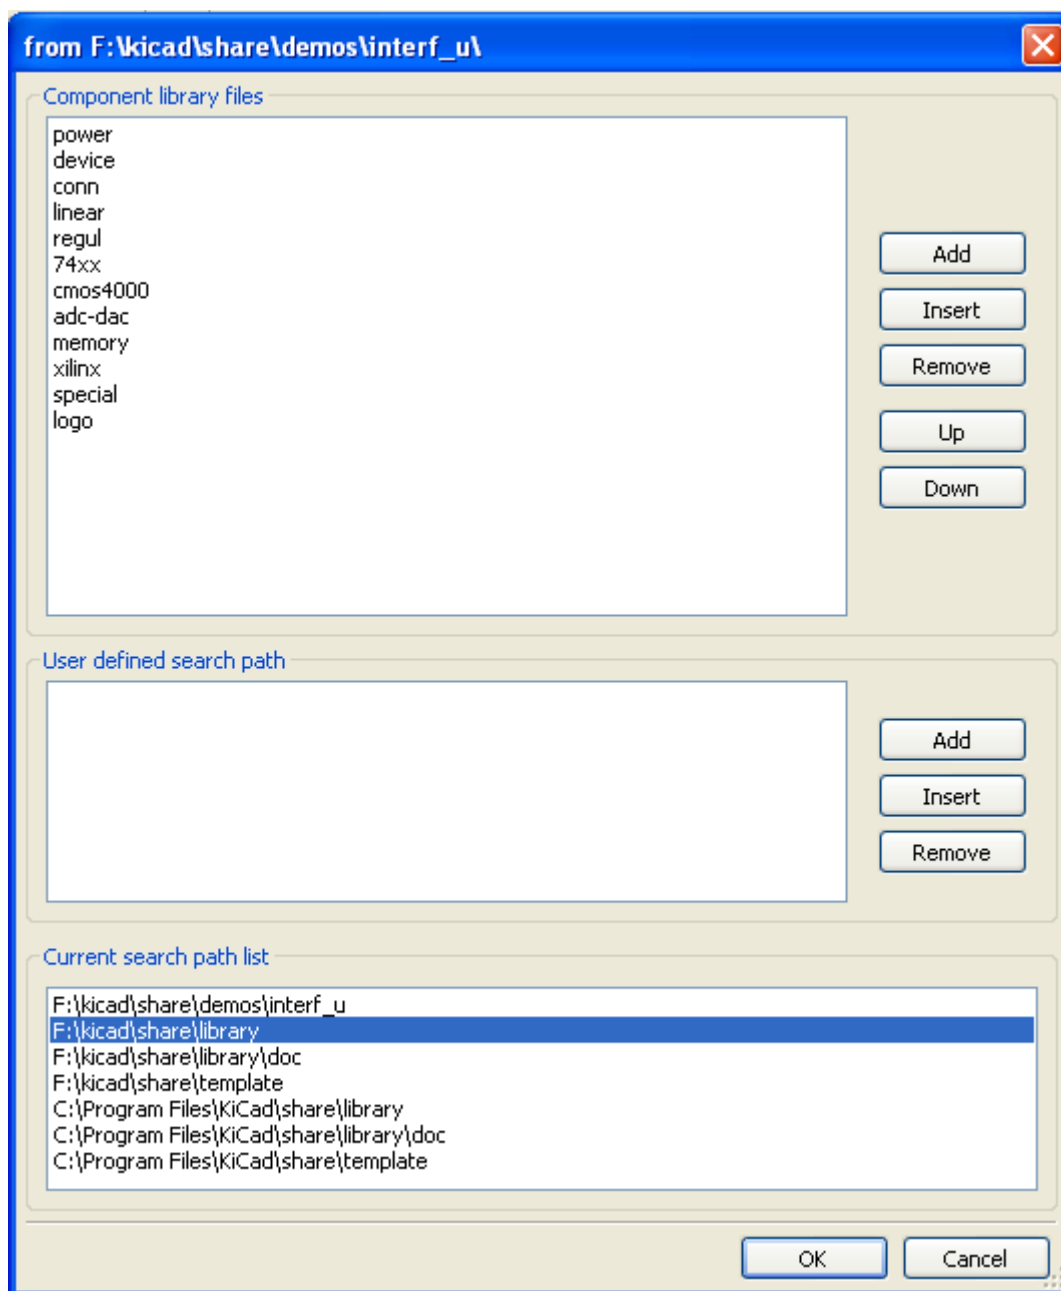 from F:\kicad\share\demos\interf_u\
Component library files
power
device
conn
linear
regul
74xx
cmos4000
adc-dac
memory
xilinx
special
logo
Add
Insert
Remove
Up
Down
User defined search path
Add
Insert
Remove
Current search path list
F:\kicad\share\demos\interf_u
F:\kicad\share\library
F:\kicad\share\library\doc
F:\kicad\share\template
C:\Program Files\KiCad\share\library
C:\Program Files\KiCad\share\library\doc
C:\Program Files\KiCad\share\template
OK
Cancel